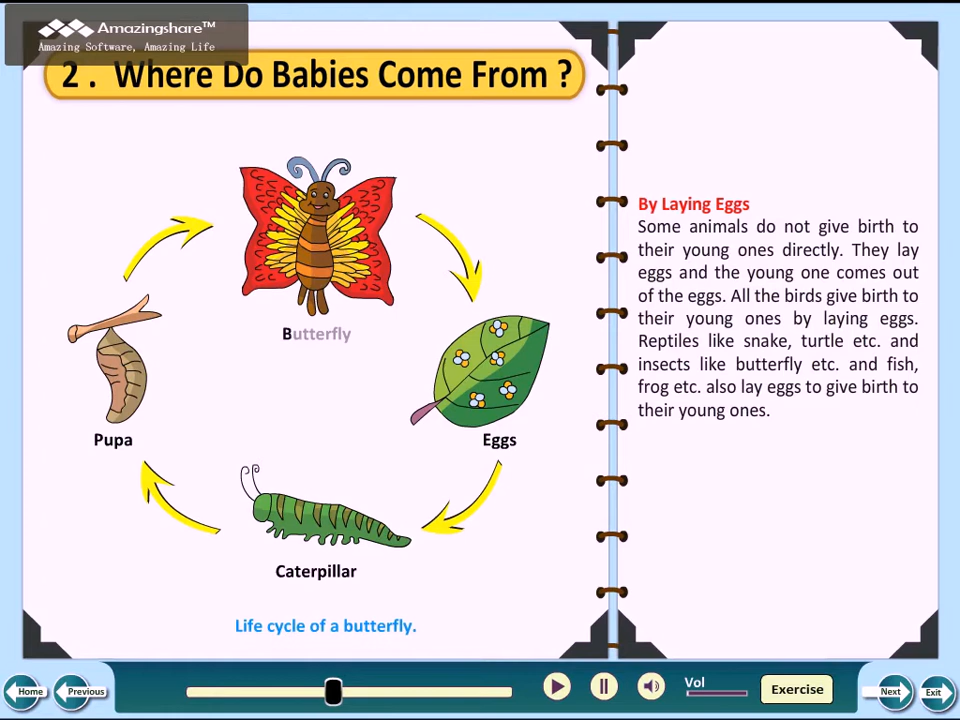 Amazingshare™
Amazing Software, Amazing Life
2 . Where Do Babies Come From ?
Butterfly
Pupa
Eggs
Caterpillar
Life cycle of a butterfly.
By Laying Eggs
Some animals do not give birth to
their young ones directly. They lay
eggs and the young one comes out
of the eggs. All the birds give birth to
their young ones by laying eggs.
Reptiles like snake, turtle etc. and
insects like butterfly etc. and fish,
frog etc. also lay eggs to give birth to
their young ones.
Home
Previous
Vol
Exercise
Next
Exit